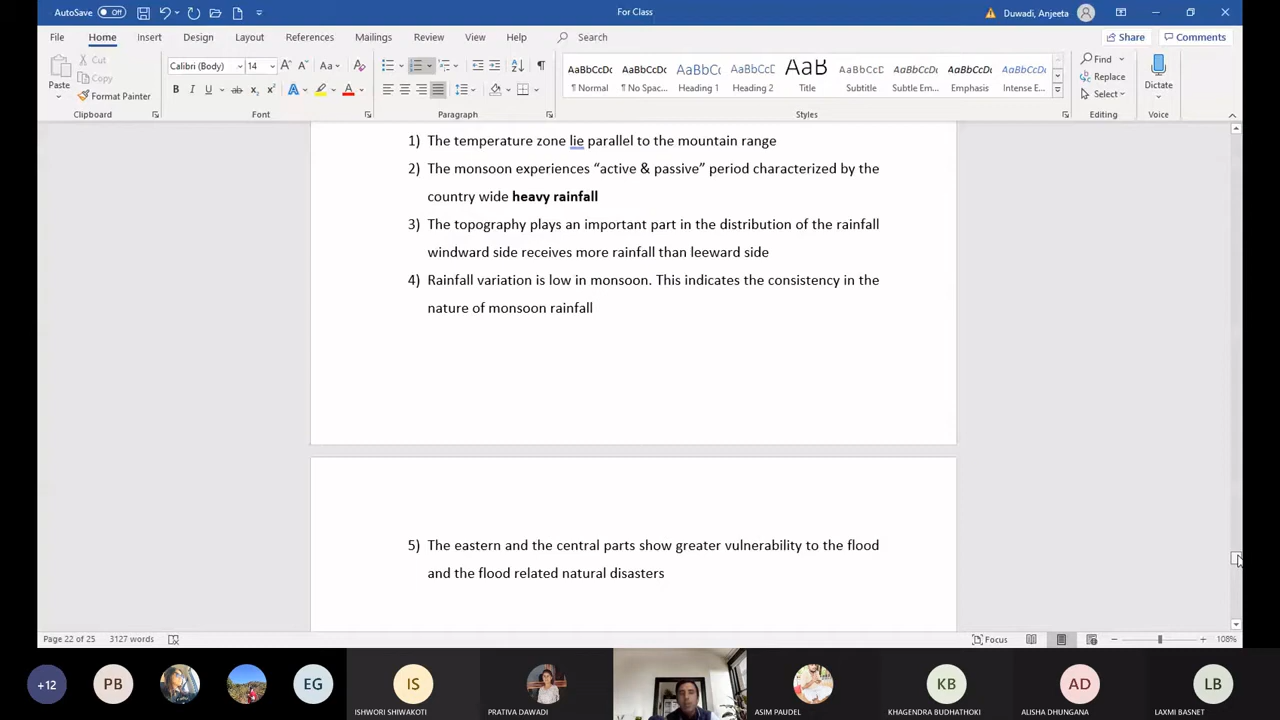 AutoSave Off
For Class
Duwadi, Anjeeta
File Home Insert Design Layout References Mailings Review View Help Search
Share Comments
Paste
Cut
Copy
Format Painter
Clipboard
Calibri (Body) 14
Font
Paragraph
AaBbCcDc AaBbCcDc AaBbCc AaBbCcD AaB AaBbCcD AaBbCcDc AaBbCcDc AaBbCcDc
¶ Normal ¶ No Spac... Heading 1 Heading 2 Title Subtitle Subtle Em... Emphasis Intense E...
Styles
Find
Replace
Select
Editing
Dictate
Voice
1) The temperature zone lie parallel to the mountain range
2) The monsoon experiences “active & passive” period characterized by the
country wide heavy rainfall
3) The topography plays an important part in the distribution of the rainfall
windward side receives more rainfall than leeward side
4) Rainfall variation is low in monsoon. This indicates the consistency in the
nature of monsoon rainfall
5) The eastern and the central parts show greater vulnerability to the flood
and the flood related natural disasters
Page 22 of 25 3127 words
Focus
108%
+12 PB EG IS KB AD LB
ISHWORI SHIWAKOTI PRATIVA DAWADI ASIM PAUDEL KHAGENDRA BUDHATHOKI ALISHA DHUNGANA LAXMI BASNET